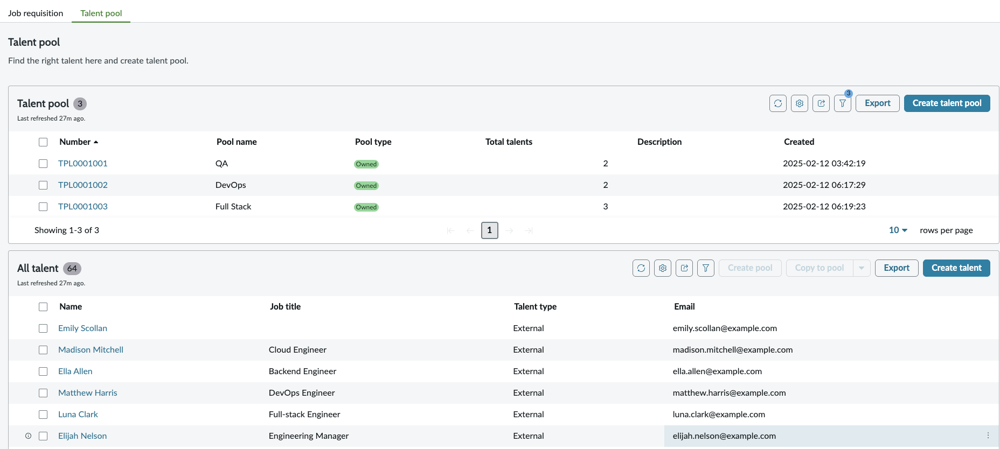 Job requisition Talent pool
Talent pool
Find the right talent here and create talent pool.
Talent pool 3
3 Export Create talent pool
Last refreshed 27m ago.
Number Pool name Pool type Total talents Description Created
TPL0001001 QA Owned 2 2025-02-12 03:42:19
TPL0001002 DevOps Owned 2 2025-02-12 06:17:29
TPL0001003 Full Stack Owned 3 2025-02-12 06:19:23
Showing 1-3 of 3 1 10 rows per page
All talent 64 Create pool Copy to pool Export Create talent
Last refreshed 27m ago.
Name Job title Talent type Email
Emily Scollan External emily.scollan@example.com
Madison Mitchell Cloud Engineer External madison.mitchell@example.com
Ella Allen Backend Engineer External ella.allen@example.com
Matthew Harris DevOps Engineer External matthew.harris@example.com
Luna Clark Full-stack Engineer External luna.clark@example.com
Elijah Nelson Engineering Manager External elijah.nelson@example.com